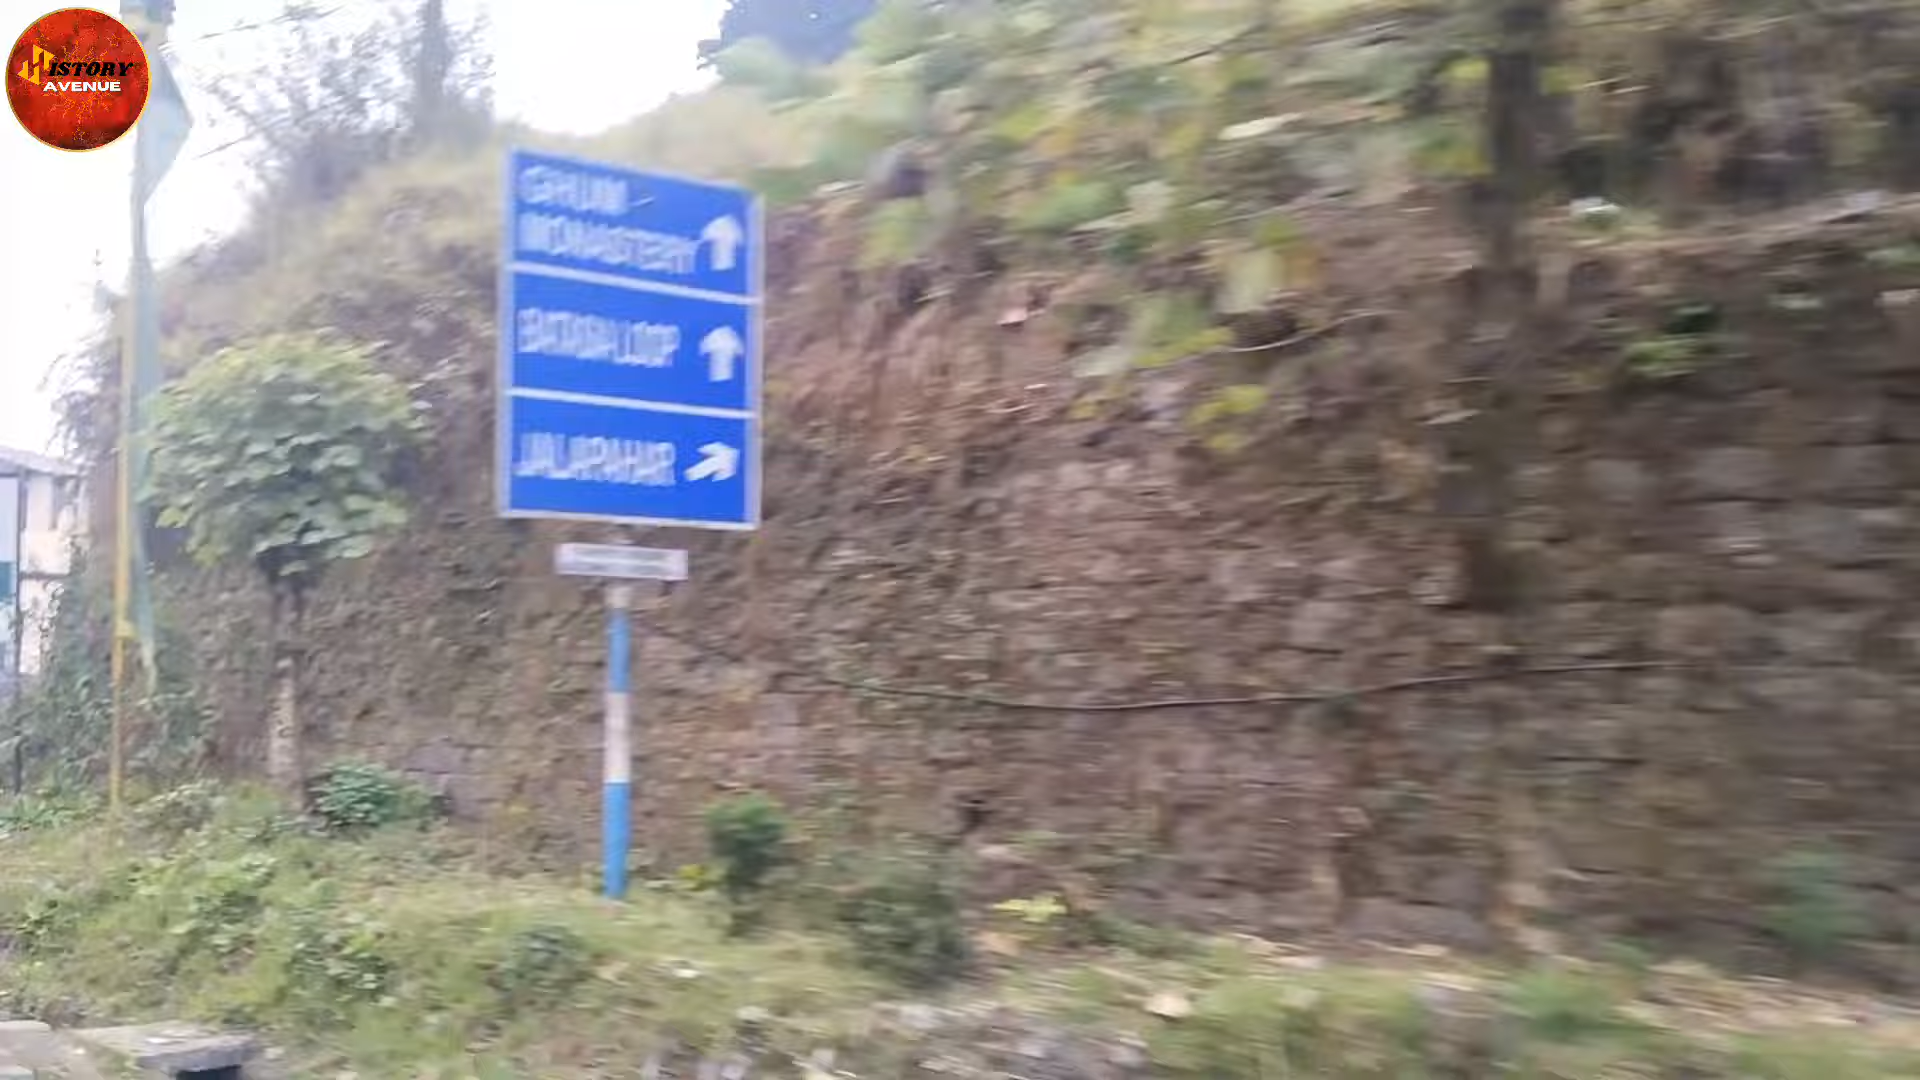 HISTORY
AVENUE
GHUM
MONASTERY
BATASIA LOOP
JALAPAHAR